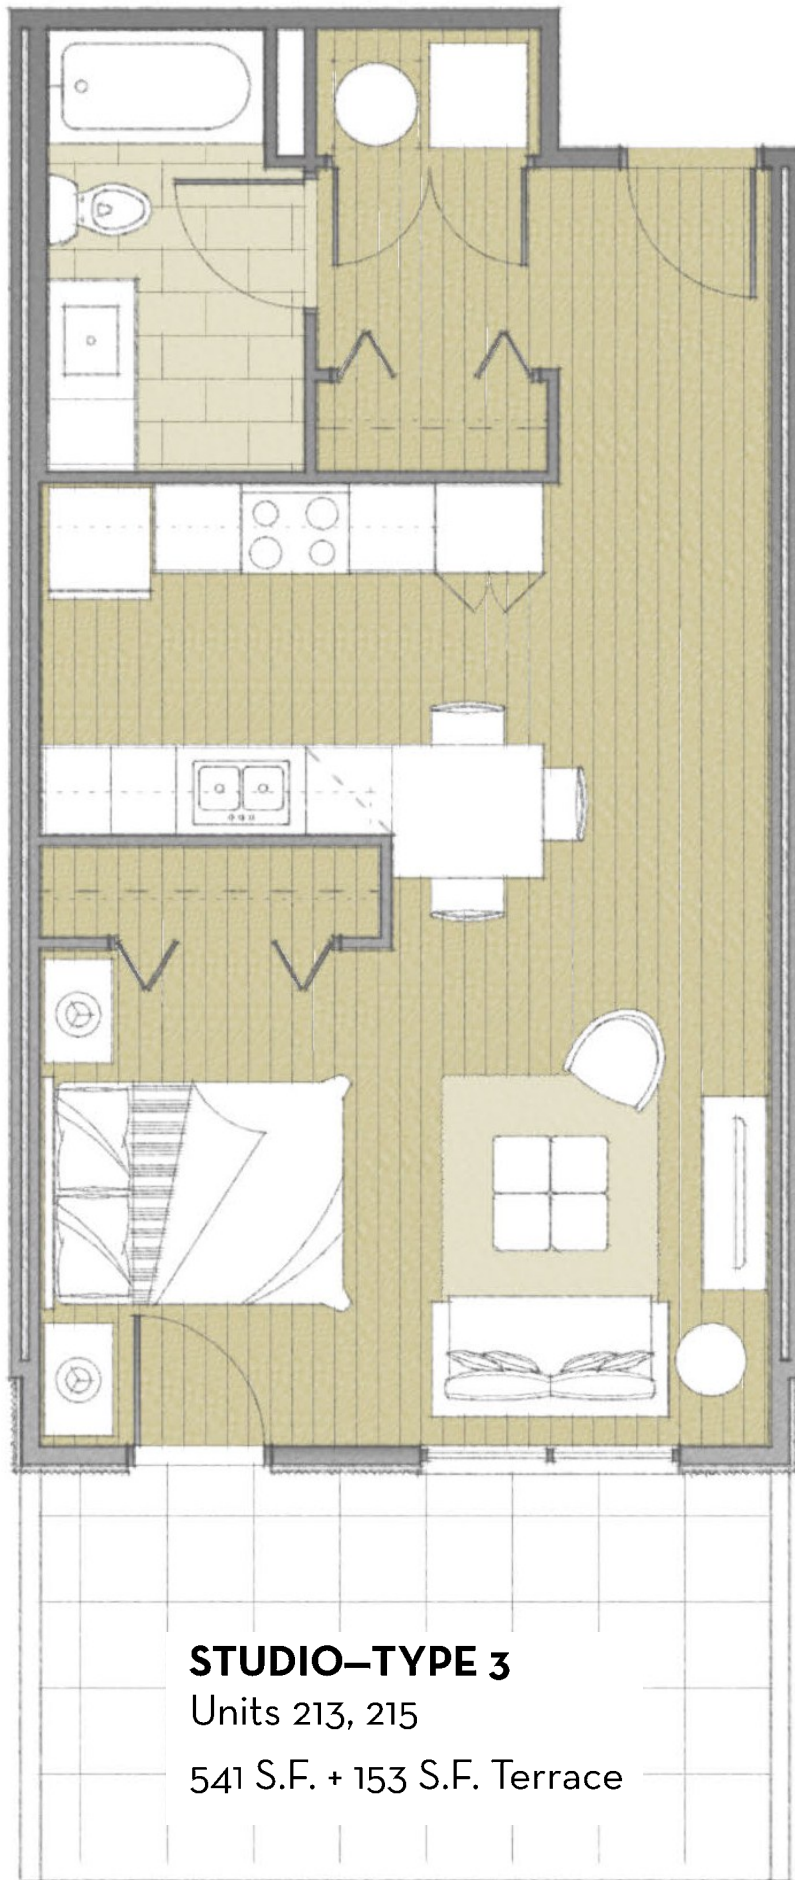 STUDIO—TYPE 3
Units 213, 215
541 S.F. + 153 S.F. Terrace